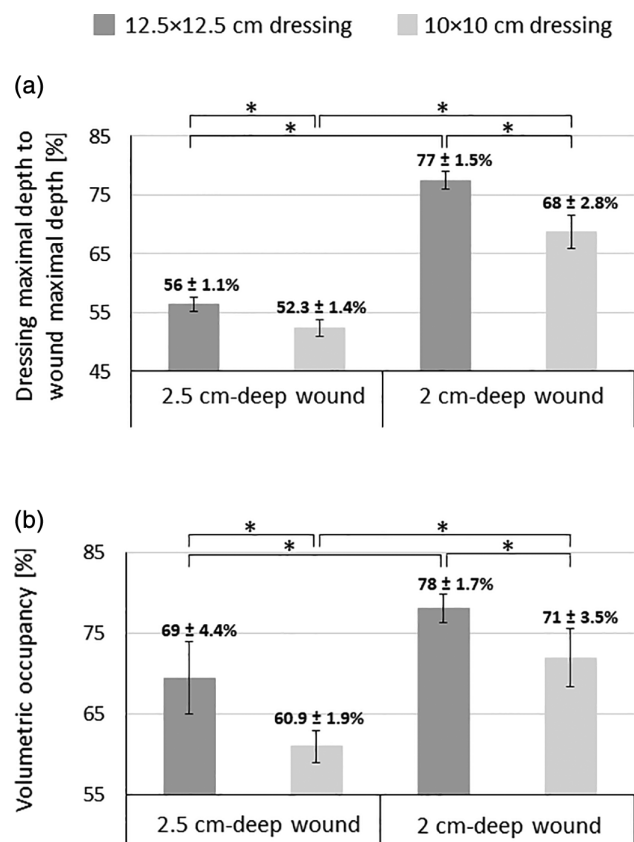 12.5×12.5 cm dressing 10×10 cm dressing
(a)
Dressing maximal depth to
wound maximal depth [%]
85
75
65
55
45
* *
* *
56 ± 1.1%
52.3 ± 1.4%
77 ± 1.5%
68 ± 2.8%
2.5 cm-deep wound 2 cm-deep wound
(b)
Volumetric occupancy [%]
85
75
65
55
* *
* *
69 ± 4.4%
60.9 ± 1.9%
78 ± 1.7%
71 ± 3.5%
2.5 cm-deep wound 2 cm-deep wound